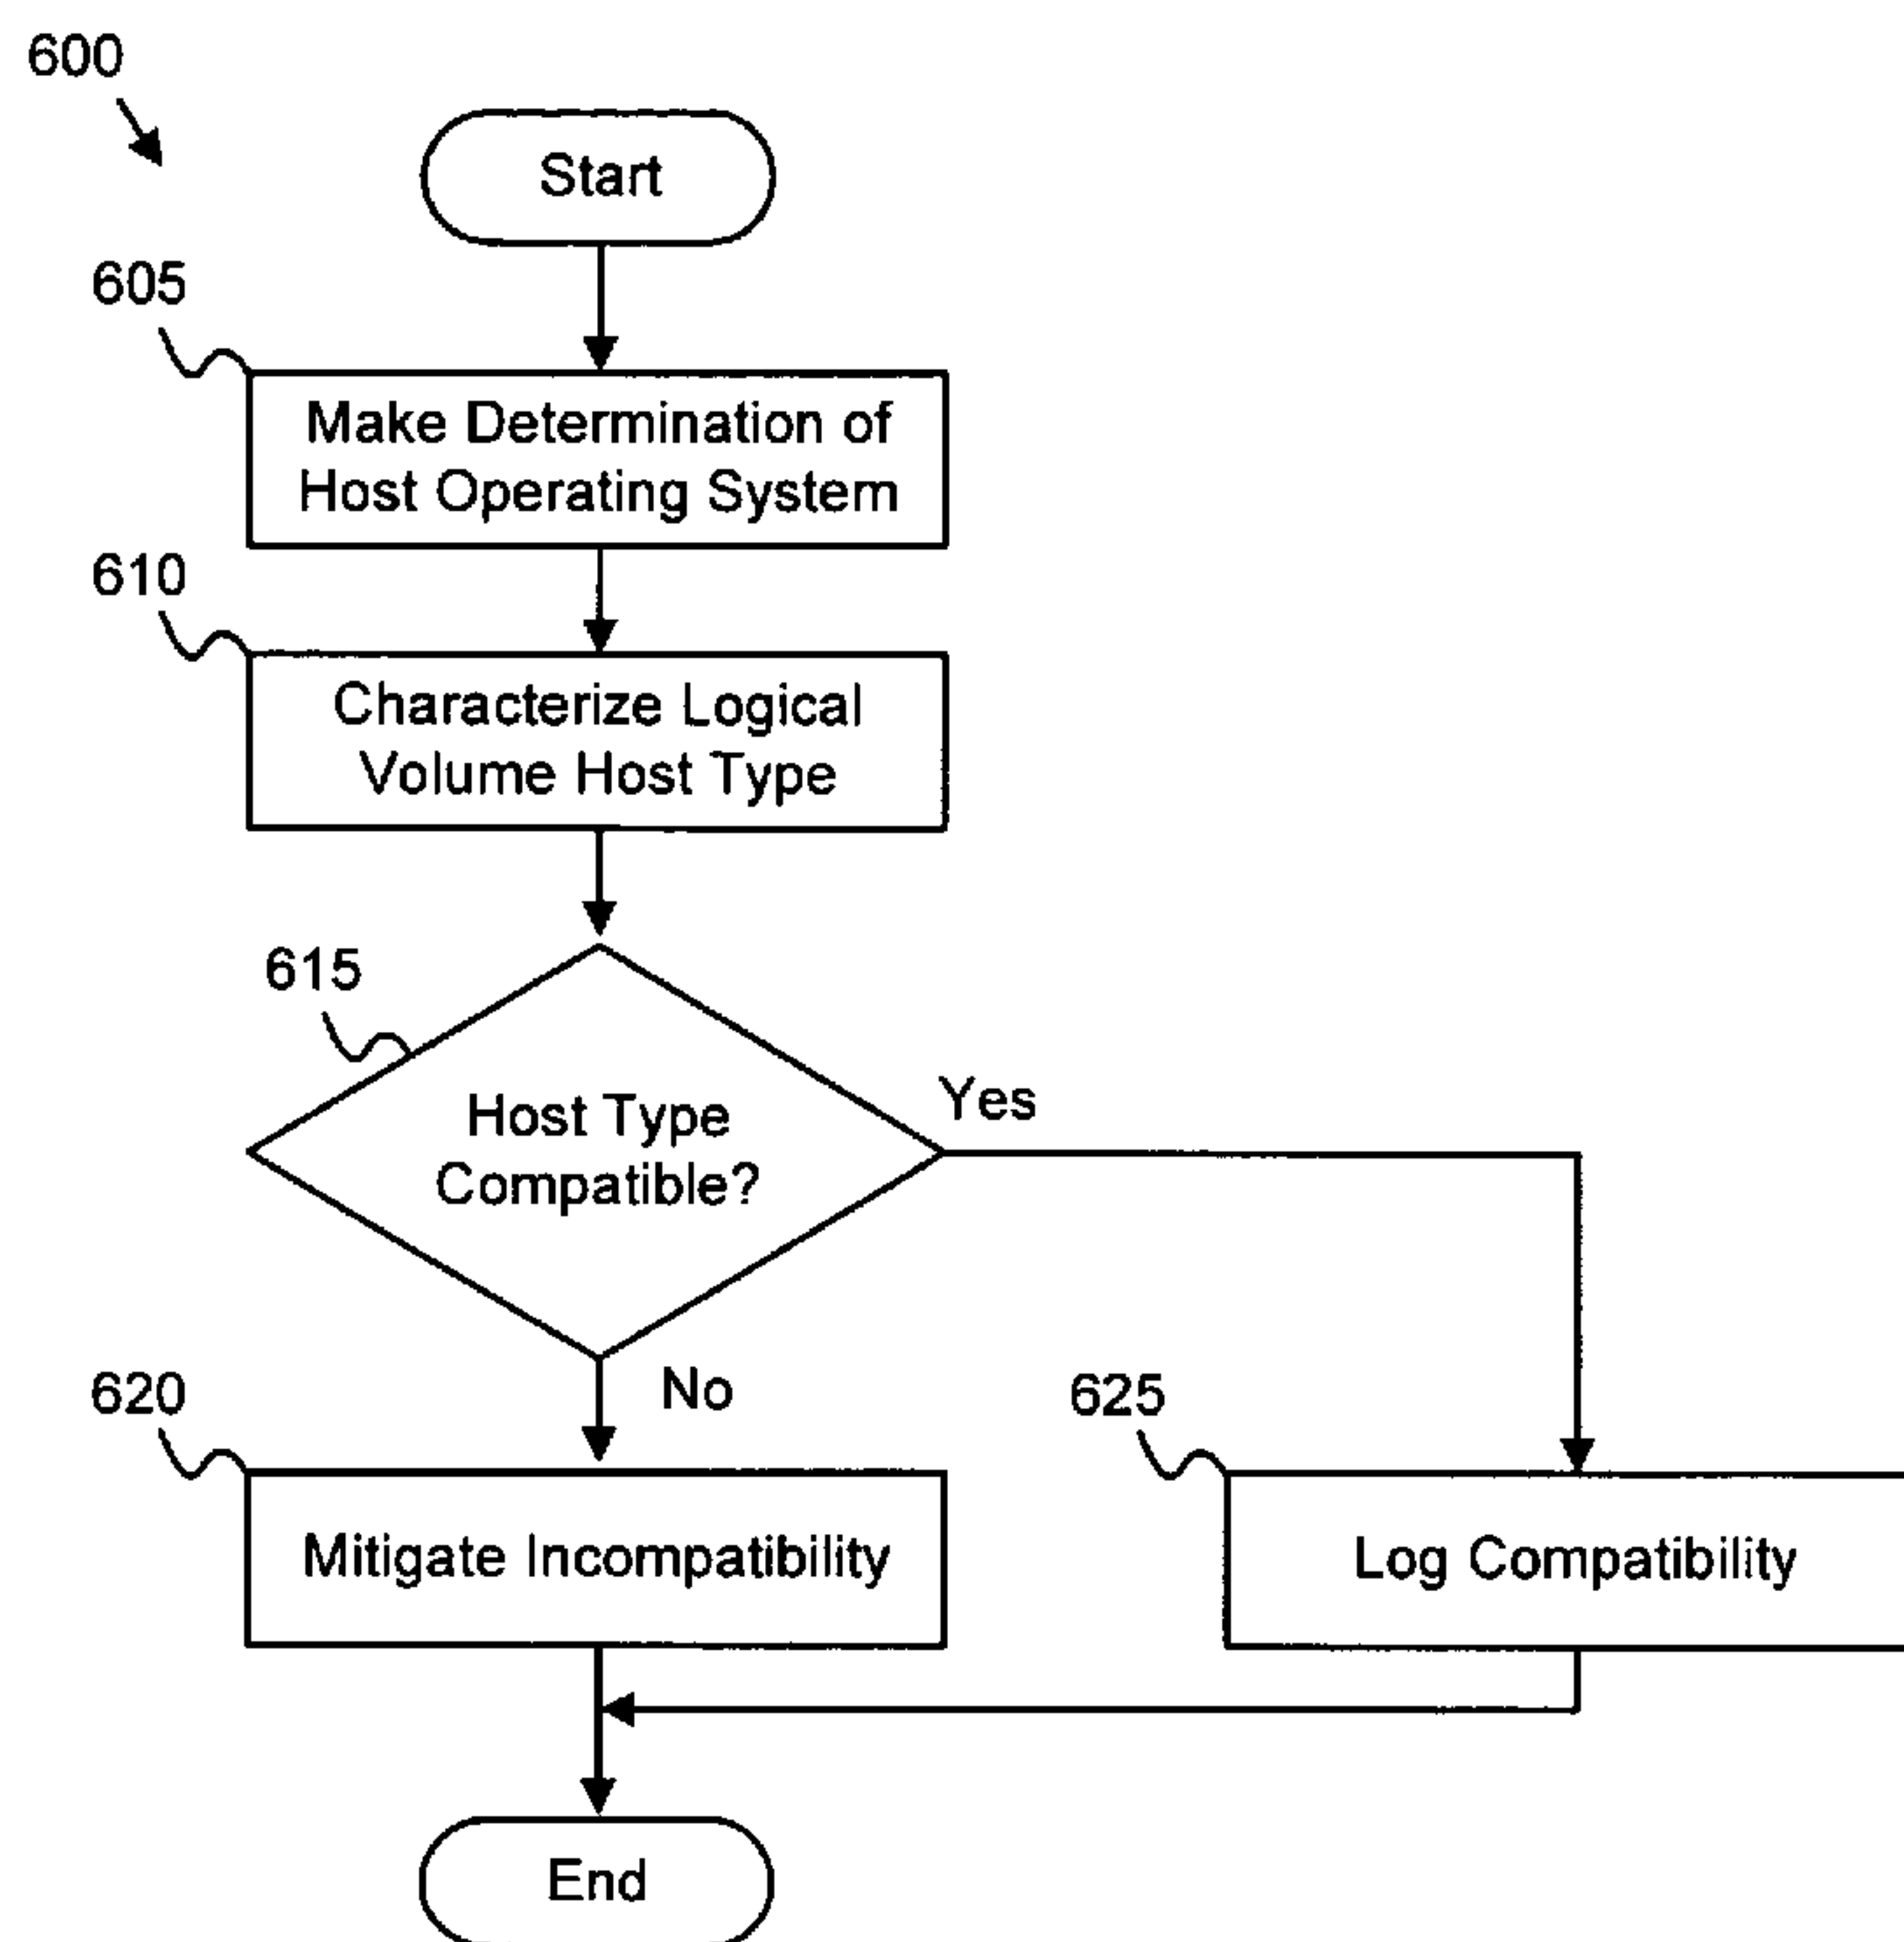 600
Start
605
Make Determination of
Host Operating System
610
Characterize Logical
Volume Host Type
615
Host Type
Compatible?
Yes
No
620
Mitigate Incompatibility
625
Log Compatibility
End